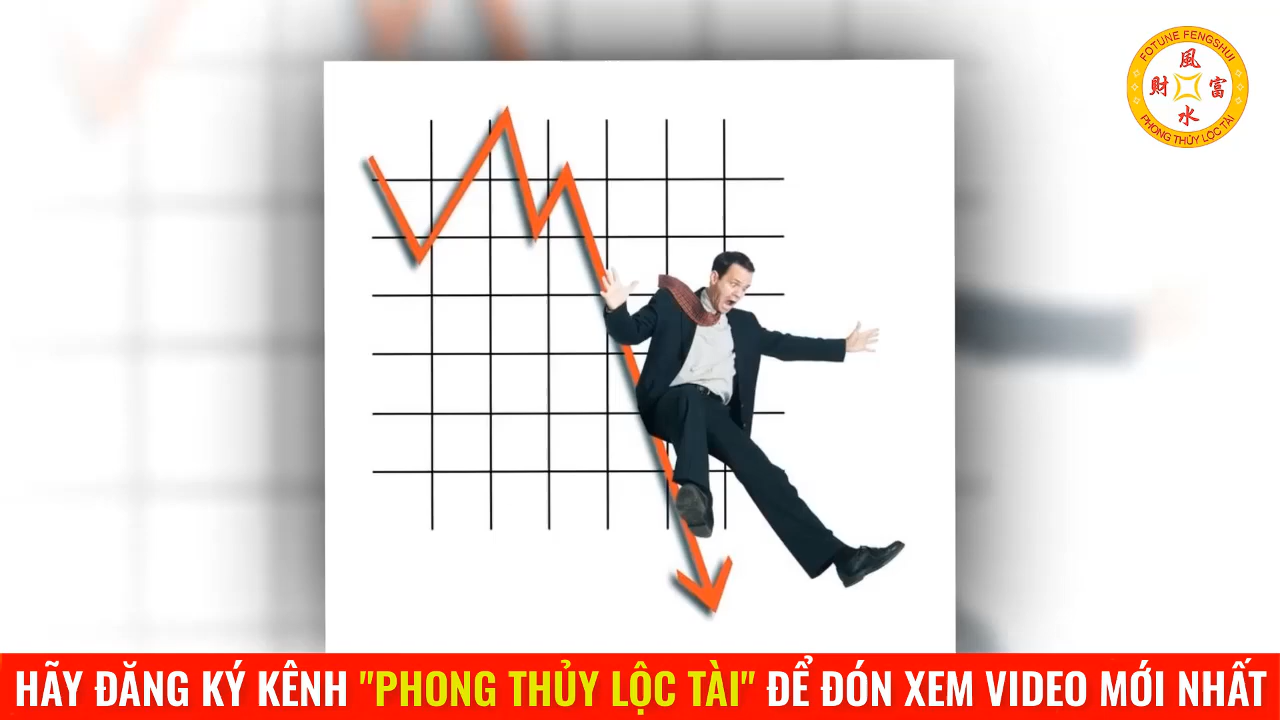 FOTUNE FENGSHUI
風
財 富
水
PHONG THỦY LỘC TÀI
HÃY ĐĂNG KÝ KÊNH "PHONG THỦY LỘC TÀI" ĐỂ ĐÓN XEM VIDEO MỚI NHẤT